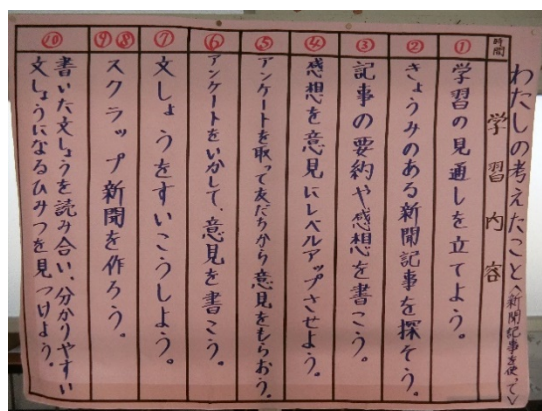 わたしの考えたこと〈新聞記事を使って〉
時間
学習内容
①
学習の見通しを立てよう。
②
きょうみのある新聞記事を探そう。
③
記事の要約や感想を書こう。
④
感想を意見にレベルアップさせよう。
⑤
アンケートを取って友だちから意見をもらおう。
⑥
アンケートをいかして、意見を書こう。
⑦
文しょうをすいこうしよう。
⑨⑧
スクラップ新聞を作ろう。
⑩
書いた文しょうを読み合い、分かりやすい
文しょうになるひみつを見つけよう。